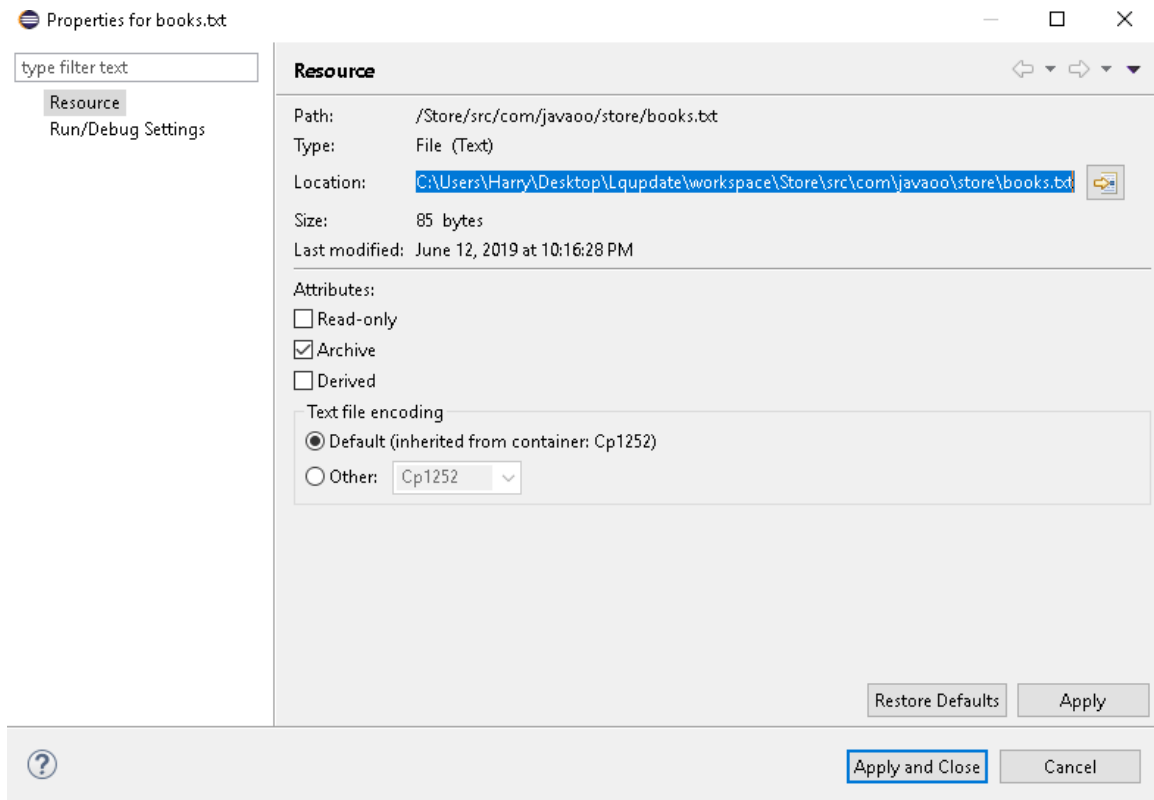 Properties for books.txt
type filter text
Resource
Run/Debug Settings
Resource
Path: /Store/src/com/javaoo/store/books.txt
Type: File (Text)
Location: C:\Users\Harry\Desktop\Lqupdate\workspace\Store\src\com\javaoo\store\books.txt
Size: 85 bytes
Last modified: June 12, 2019 at 10:16:28 PM
Attributes:
Read-only
Archive
Derived
Text file encoding
Default (inherited from container: Cp1252)
Other: Cp1252
Restore Defaults Apply
? Apply and Close Cancel